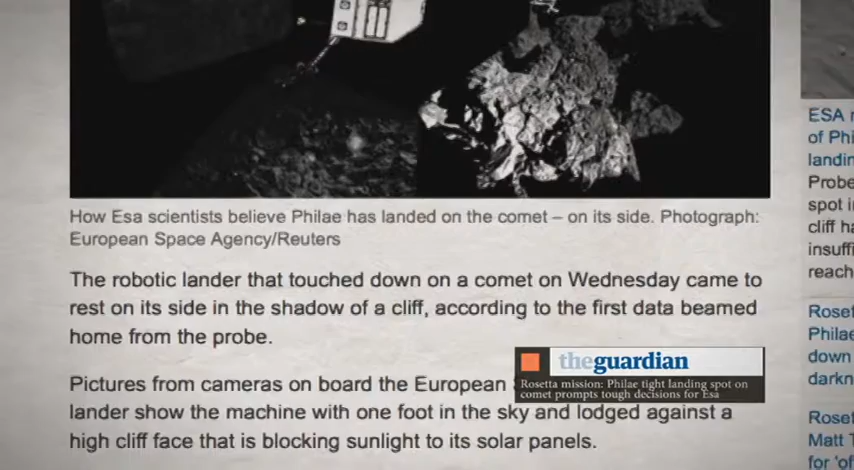 How Esa scientists believe Philae has landed on the comet – on its side. Photograph:
European Space Agency/Reuters
The robotic lander that touched down on a comet on Wednesday came to
rest on its side in the shadow of a cliff, according to the first data beamed
home from the probe.
Pictures from cameras on board the European
lander show the machine with one foot in the sky and lodged against a
high cliff face that is blocking sunlight to its solar panels.
theguardian
Rosetta mission: Philae tight landing spot on
comet prompts tough decisions for Esa
ESA
of Phi
landin
Probe
spot i
cliff ha
insuffi
reach
Roset
Philae
down
darkn
Roset
Matt T
for 'of